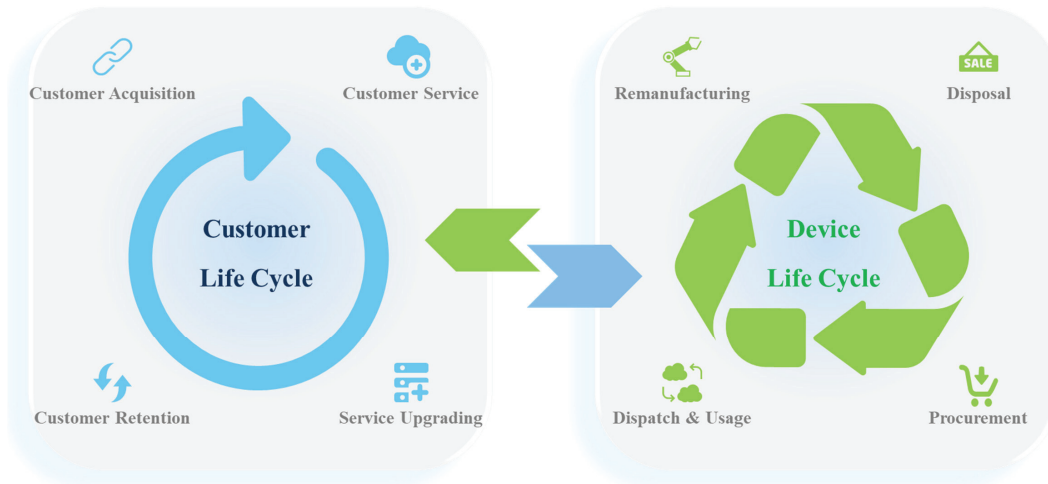 Customer Acquisition
Customer Service
Customer
Life Cycle
Customer Retention
Service Upgrading
Remanufacturing
SALE
Disposal
Device
Life Cycle
Dispatch & Usage
Procurement